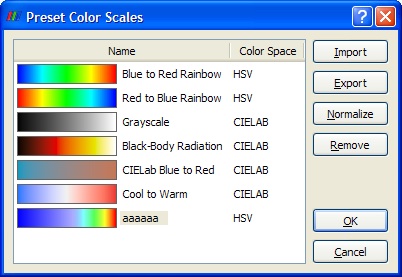 Preset Color Scales
Name Color Space
Blue to Red Rainbow HSV
Red to Blue Rainbow HSV
Grayscale CIELAB
Black-Body Radiation CIELAB
CIELab Blue to Red CIELAB
Cool to Warm CIELAB
aaaaaa HSV
Import
Export
Normalize
Remove
OK
Cancel